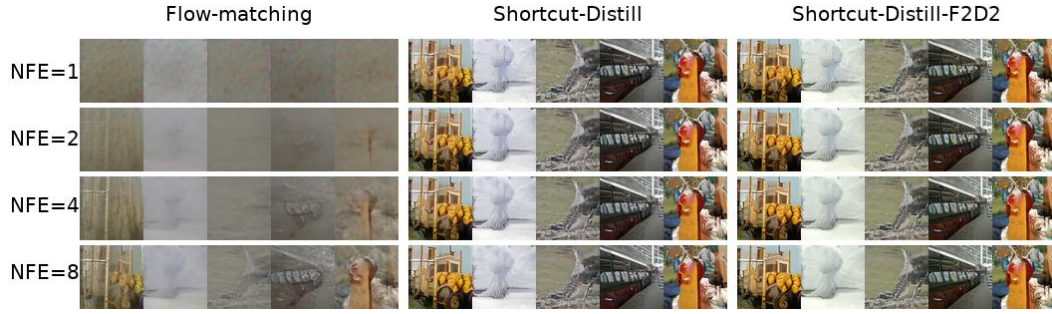 Flow-matching Shortcut-Distill Shortcut-Distill-F2D2
NFE=1
NFE=2
NFE=4
NFE=8